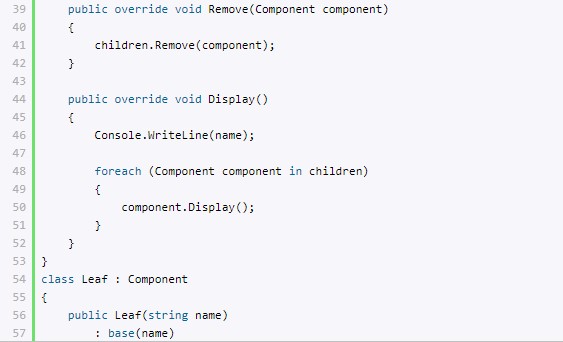 39 public override void Remove(Component component)
40 {
41 children.Remove(component);
42 }
43
44 public override void Display()
45 {
46 Console.WriteLine(name);
47
48 foreach (Component component in children)
49 {
50 component.Display();
51 }
52 }
53 }
54 class Leaf : Component
55 {
56 public Leaf(string name)
57 : base(name)